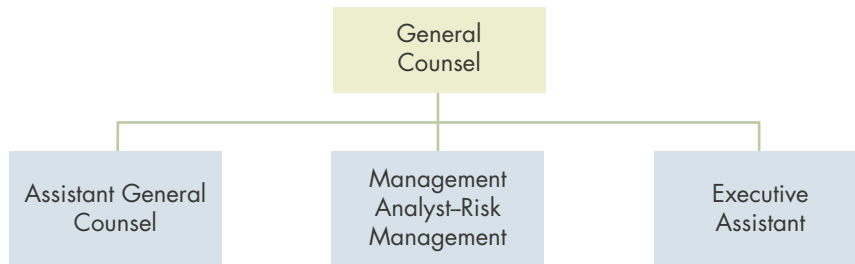 General
Counsel
Assistant General
Counsel
Management
Analyst–Risk
Management
Executive
Assistant